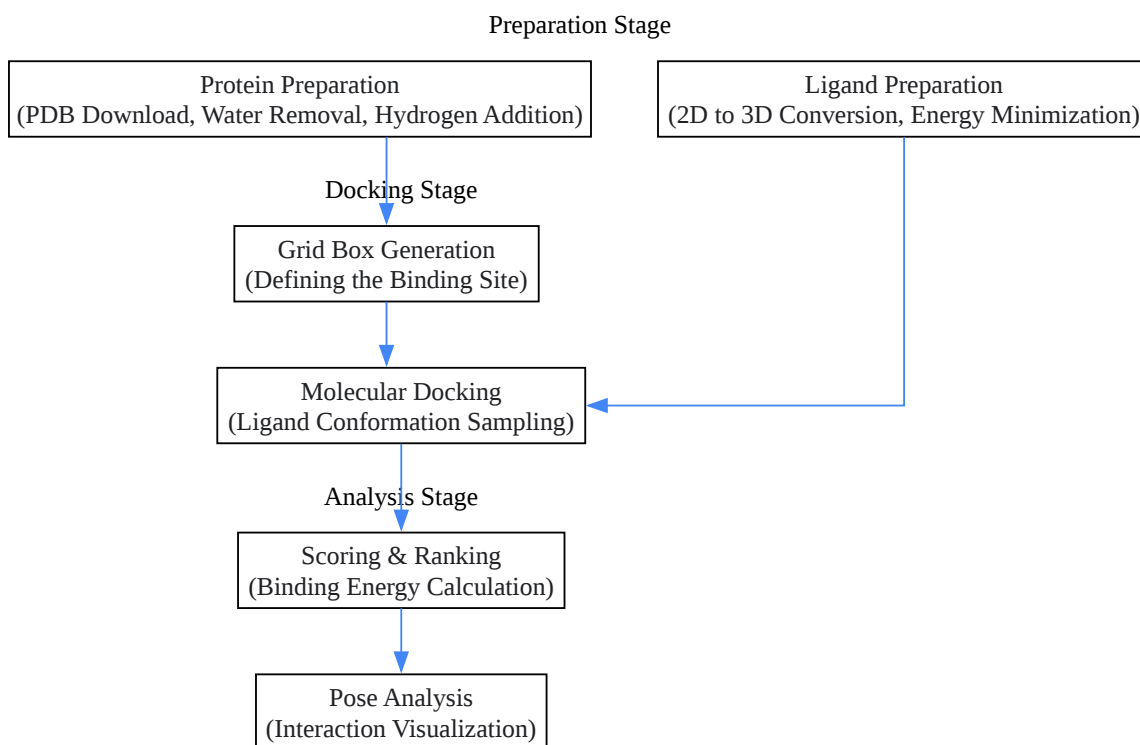 Preparation Stage
Protein Preparation
(PDB Download, Water Removal, Hydrogen Addition)
Ligand Preparation
(2D to 3D Conversion, Energy Minimization)
Docking Stage
Grid Box Generation
(Defining the Binding Site)
Molecular Docking
(Ligand Conformation Sampling)
Analysis Stage
Scoring & Ranking
(Binding Energy Calculation)
Pose Analysis
(Interaction Visualization)